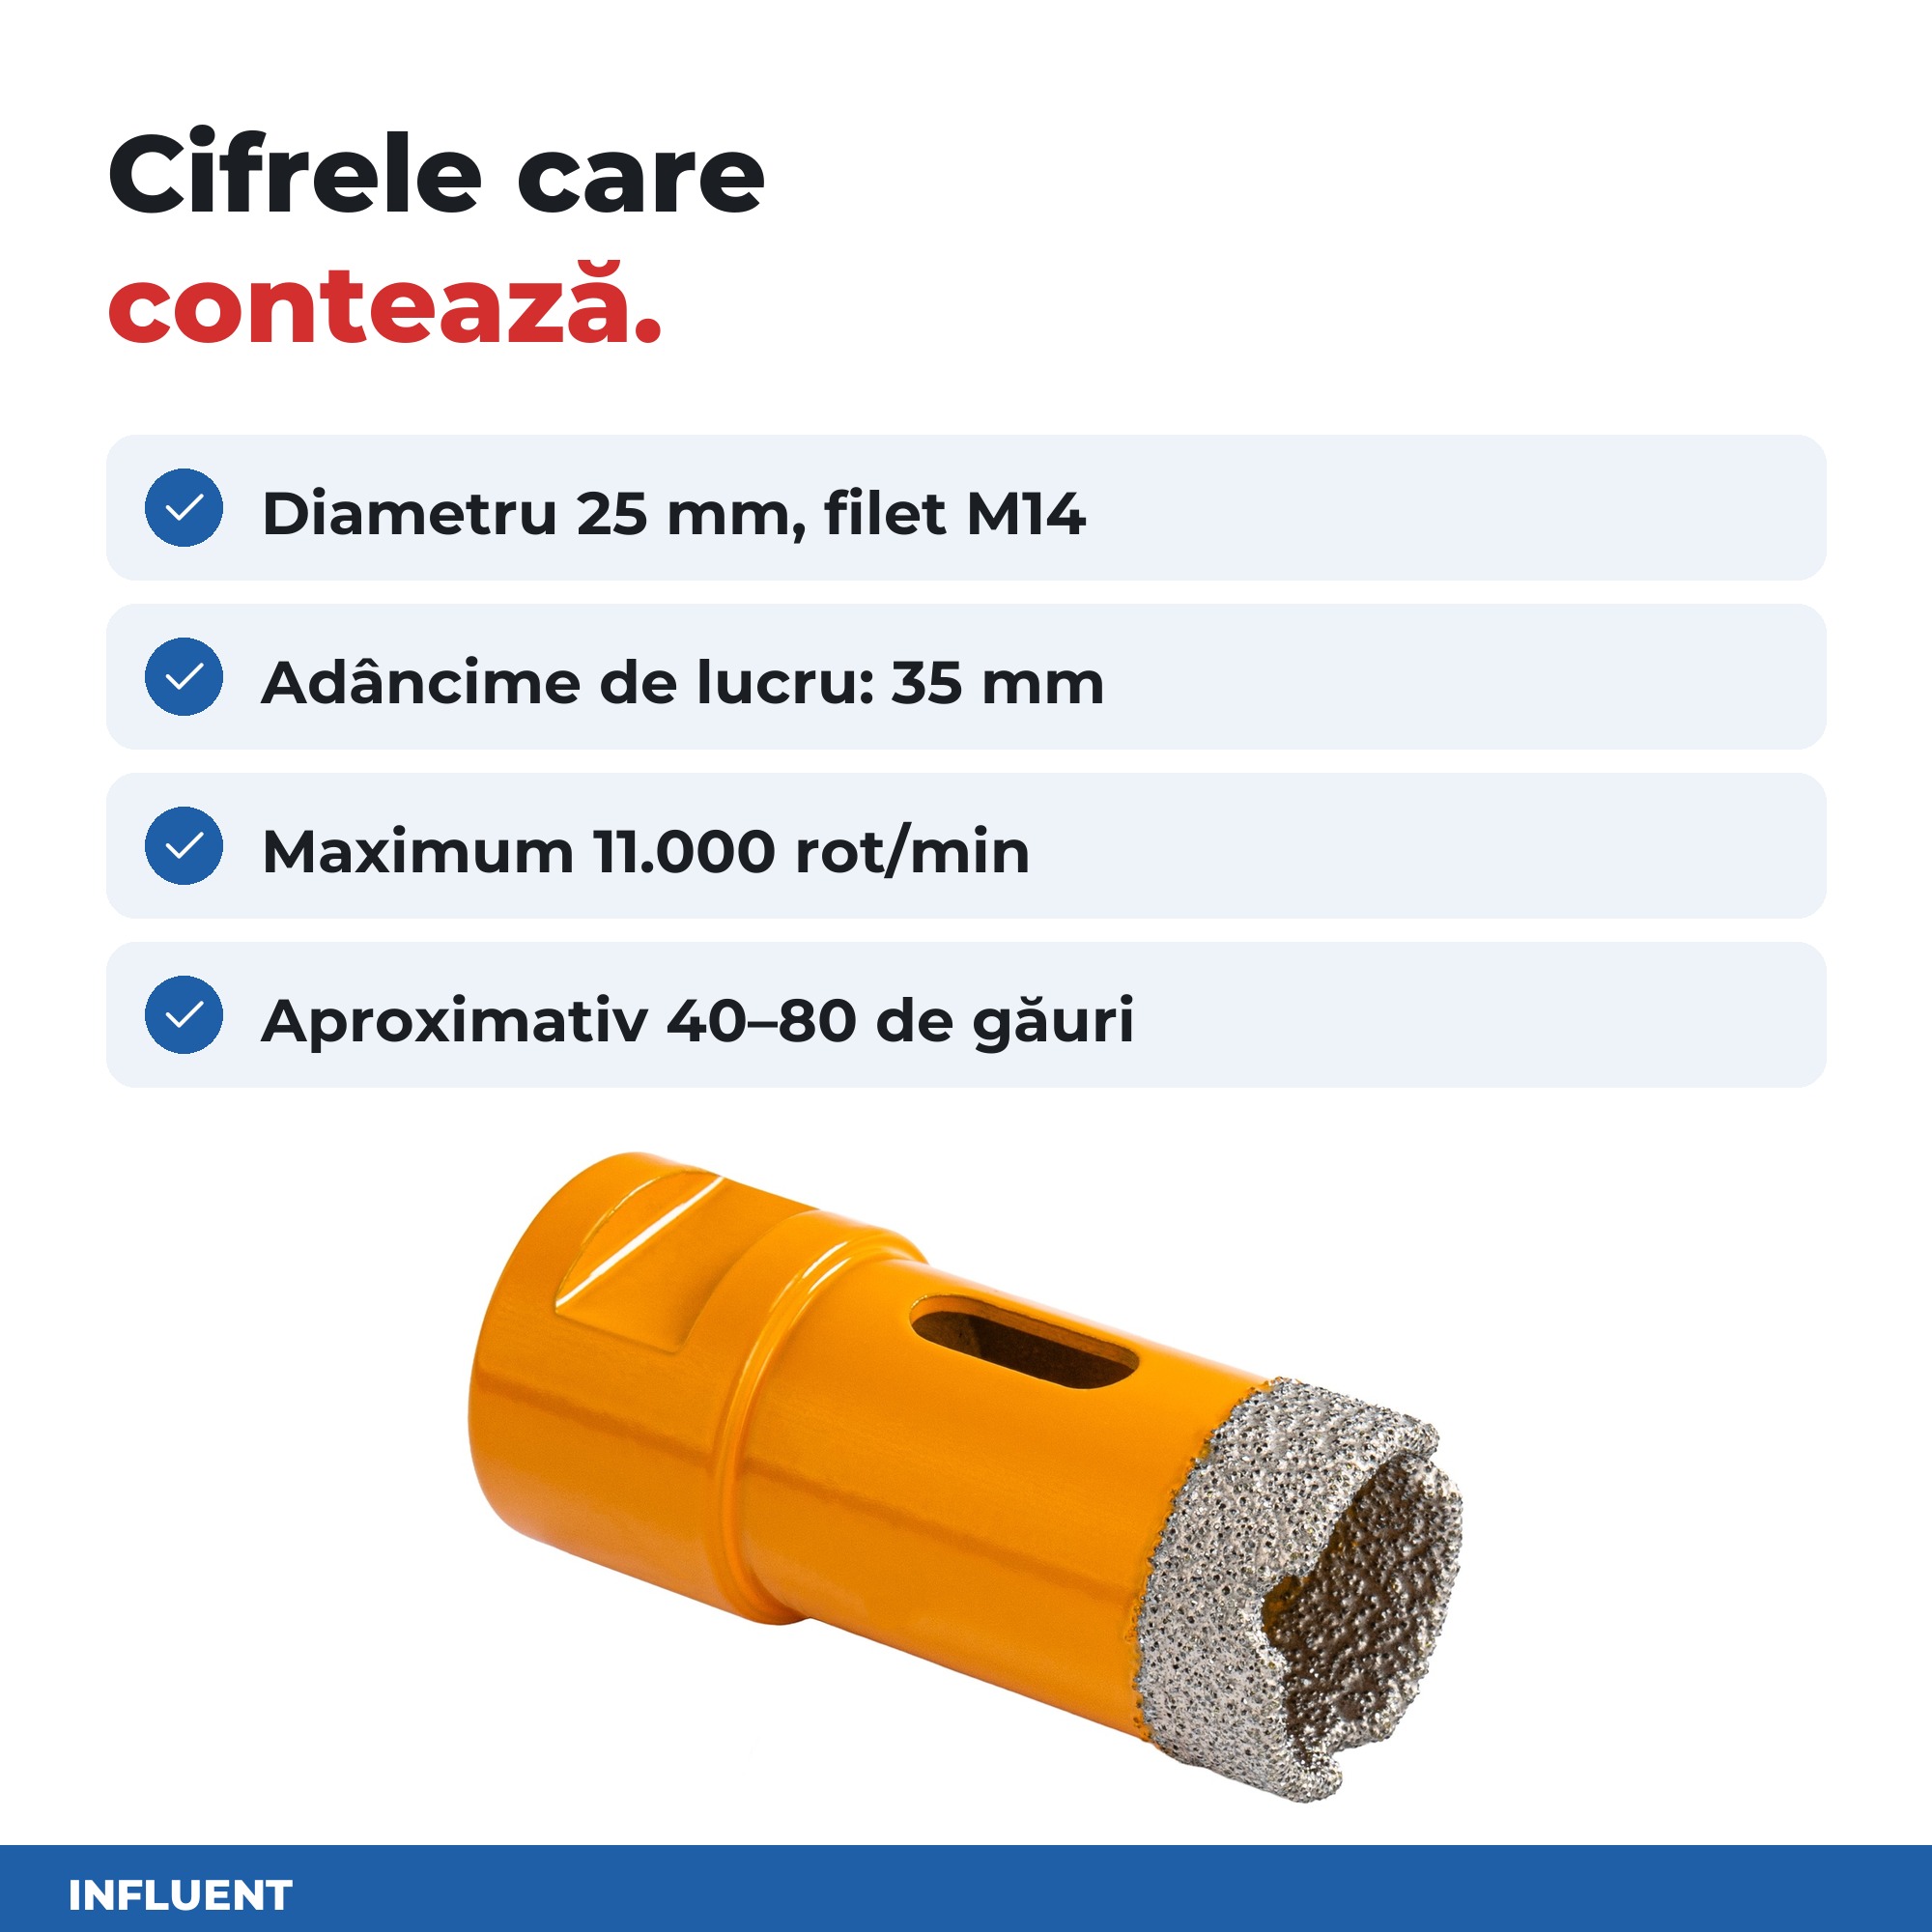 Cifrele care
contează.
Diametru 25 mm, filet M14
Adâncime de lucru: 35 mm
Maximum 11.000 rot/min
Aproximativ 40–80 de găuri
INFLUENT